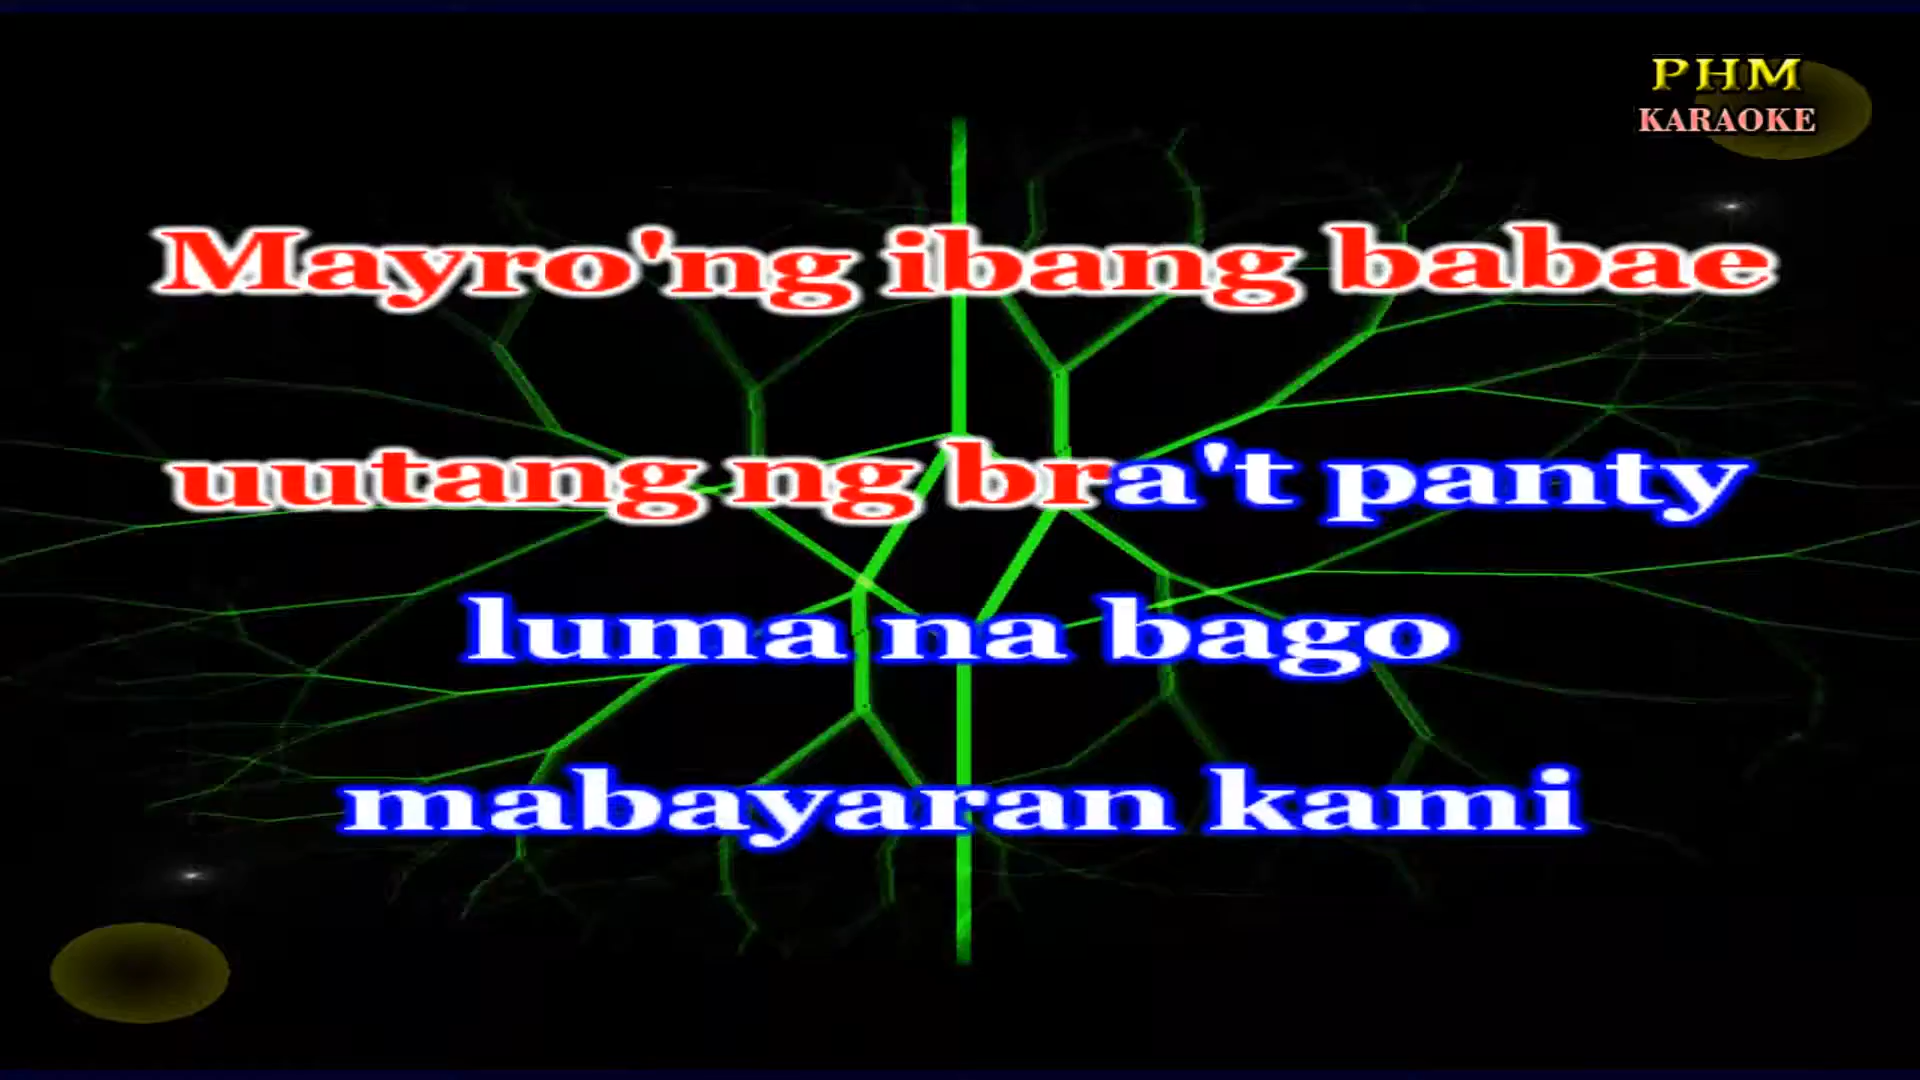 PHM
KARAOKE
Mayro'ng ibang babae
uutang ng bra't panty
luma na bago
mabayaran kami